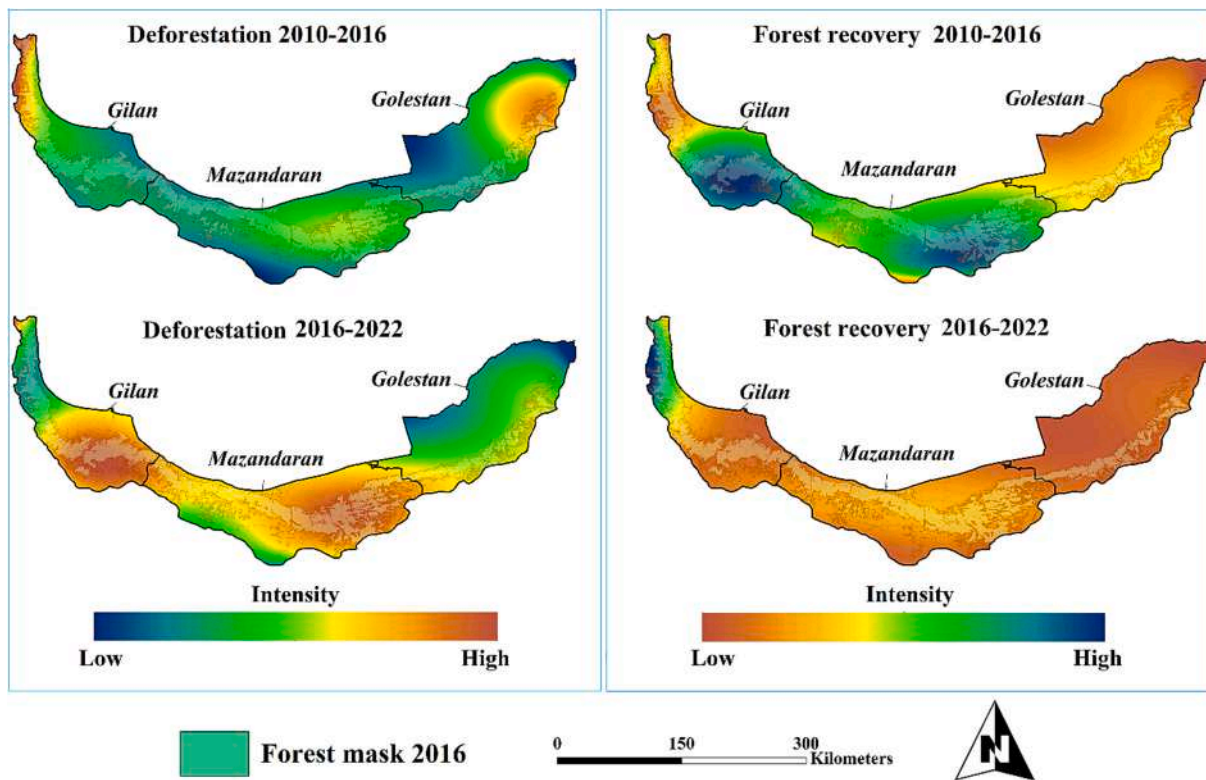 Deforestation 2010-2016
Gilan
Mazandaran
Golestan
Forest recovery 2010-2016
Gilan
Mazandaran
Golestan
Deforestation 2016-2022
Gilan
Mazandaran
Golestan
Forest recovery 2016-2022
Gilan
Mazandaran
Golestan
Intensity
Low High
Intensity
Low High
Forest mask 2016
0 150 300
Kilometers
N